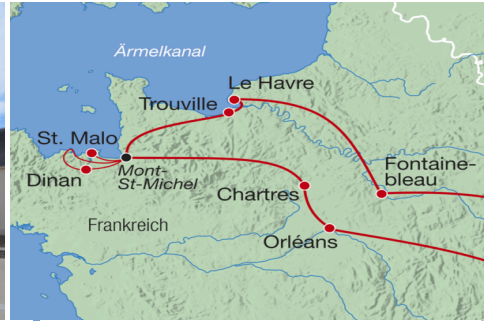 Ärmelkanal
Le Havre
Trouville
St. Malo
Mont-
St-Michel
Dinan
Fontaine-
bleau
Chartres
Frankreich
Orléans